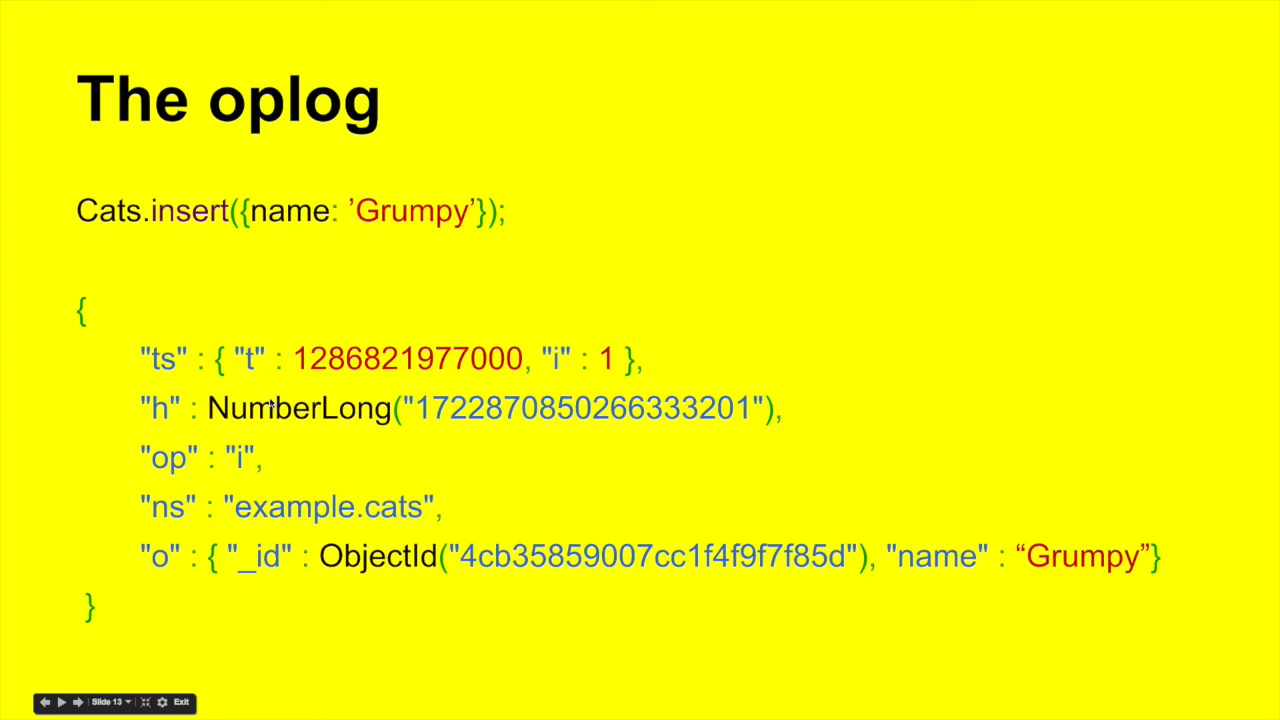 The oplog
Cats.insert({name: ’Grumpy’});
{
"ts" : { "t" : 1286821977000, "i" : 1 },
"h" : NumberLong("1722870850266333201"),
"op" : "i",
"ns" : "example.cats",
"o" : { "_id" : ObjectId("4cb35859007cc1f4f9f7f85d"), "name" : “Grumpy”}
}
Slide 13 Exit